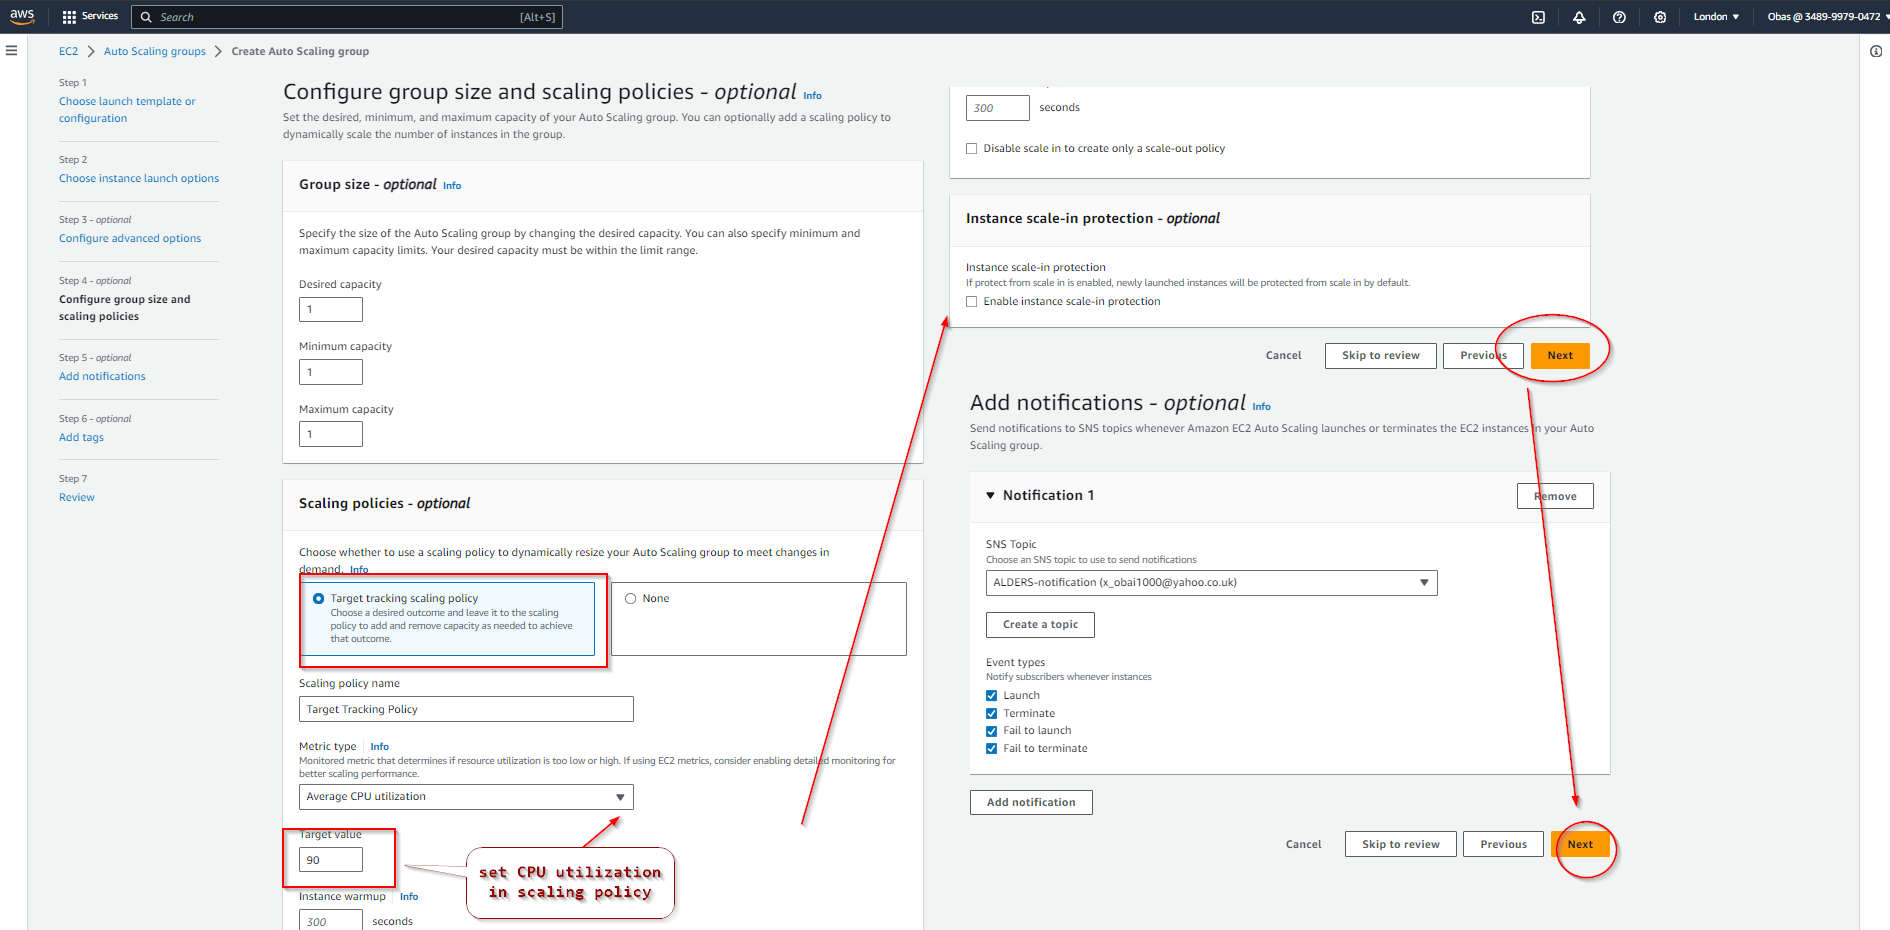 aws
Services
Search
[Alt+S]
London
Obas @ 3489-9979-0472
EC2
Auto Scaling groups
Create Auto Scaling group
Step 1
Choose launch template or
configuration
Step 2
Choose instance launch options
Step 3 - optional
Configure advanced options
Step 4 - optional
Configure group size and
scaling policies
Step 5 - optional
Add notifications
Step 6 - optional
Add tags
Step 7
Review
Configure group size and scaling policies - optional Info
Set the desired, minimum, and maximum capacity of your Auto Scaling group. You can optionally add a scaling policy to
dynamically scale the number of instances in the group.
Group size - optional Info
Specify the size of the Auto Scaling group by changing the desired capacity. You can also specify minimum and
maximum capacity limits. Your desired capacity must be within the limit range.
Desired capacity
1
Minimum capacity
1
Maximum capacity
1
Scaling policies - optional
Choose whether to use a scaling policy to dynamically resize your Auto Scaling group to meet changes in
demand. Info
Target tracking scaling policy
Choose a desired outcome and leave it to the scaling
policy to add and remove capacity as needed to achieve
that outcome.
None
Scaling policy name
Target Tracking Policy
Metric type Info
Monitored metric that determines if resource utilization is too low or high. If using EC2 metrics, consider enabling detailed monitoring for
better scaling performance.
Average CPU utilization
Target value
90
set CPU utilization
in scaling policy
Instance warmup Info
300 seconds
300 seconds
Disable scale in to create only a scale-out policy
Instance scale-in protection - optional
Instance scale-in protection
If protect from scale in is enabled, newly launched instances will be protected from scale in by default.
Enable instance scale-in protection
Cancel
Skip to review
Previous
Next
Add notifications - optional Info
Send notifications to SNS topics whenever Amazon EC2 Auto Scaling launches or terminates the EC2 instances in your Auto
Scaling group.
Notification 1
Remove
SNS Topic
Choose an SNS topic to use to send notifications
ALDERS-notification (x_obai1000@yahoo.co.uk)
Create a topic
Event types
Notify subscribers whenever instances
Launch
Terminate
Fail to launch
Fail to terminate
Add notification
Cancel
Skip to review
Previous
Next